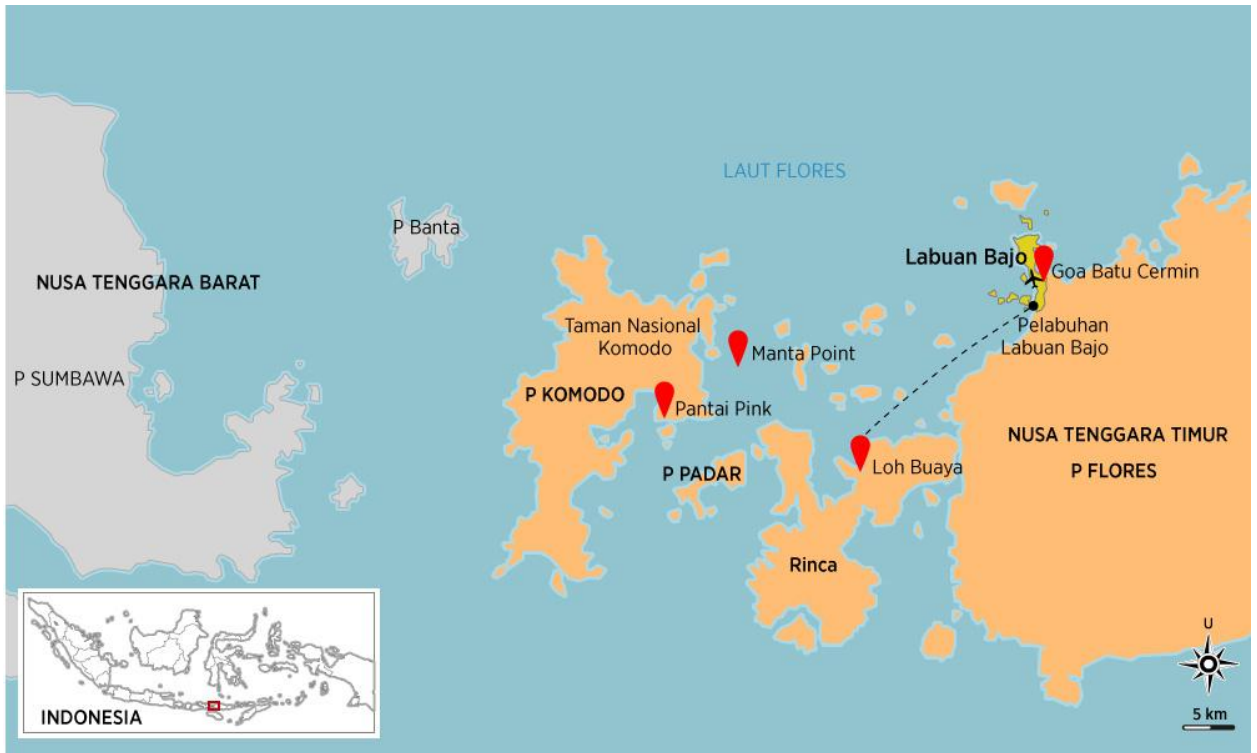 LAUT FLORES
P Banta
Labuan Bajo
Goa Batu Cermin
NUSA TENGGARA BARAT
Taman Nasional
Komodo
Pelabuhan
Labuan Bajo
Manta Point
P SUMBAWA
P KOMODO
Pantai Pink
NUSA TENGGARA TIMUR
P PADAR
Loh Buaya
P FLORES
Rinca
U
INDONESIA
5 km